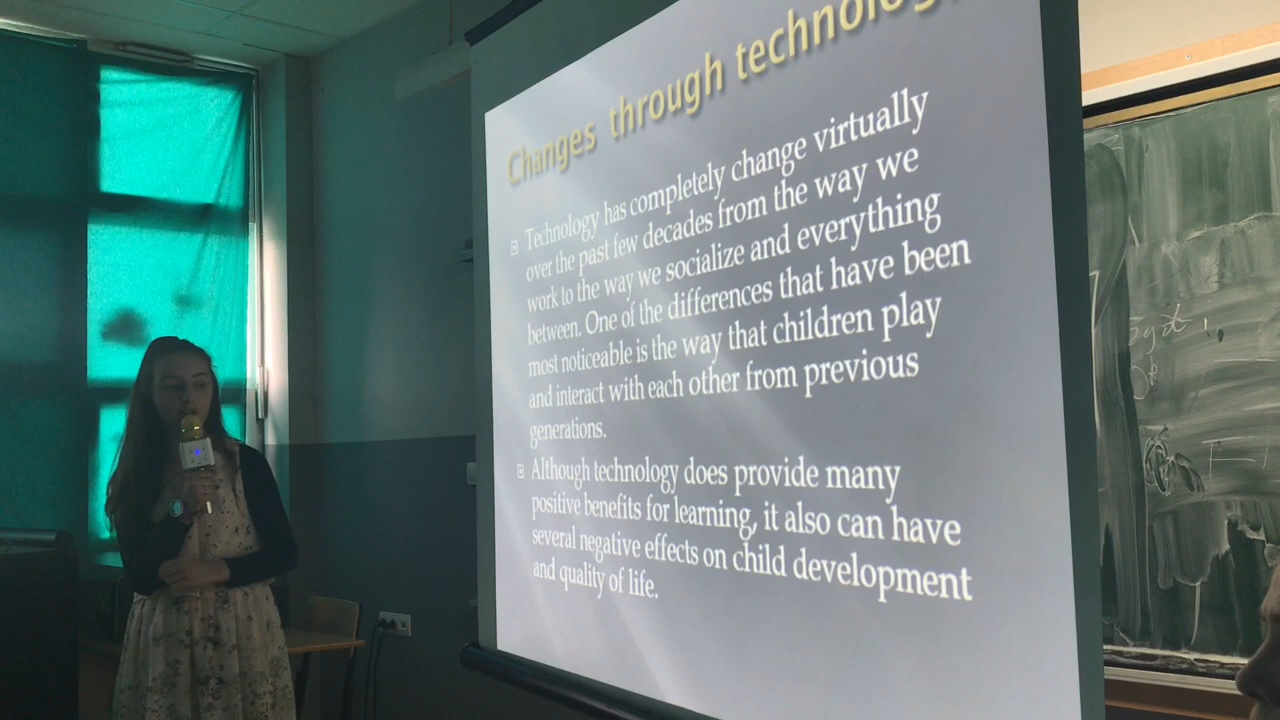 Changes through technology
Technology has completely change virtually
over the past few decades from the way we
work to the way we socialize and everything
between. One of the differences that have been
most noticeable is the way that children play
and interact with each other from previous
generations.
Although technology does provide many
positive benefits for learning, it also can have
several negative effects on child development
and quality of life.